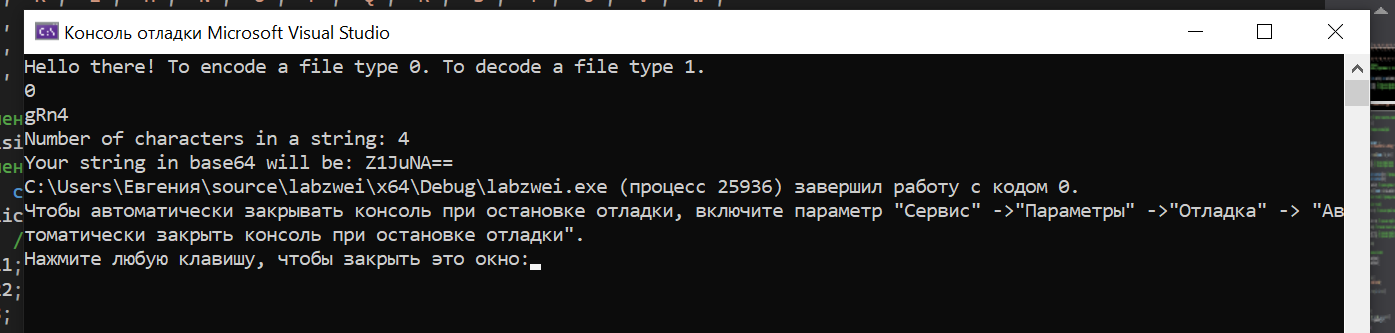 Консоль отладки Microsoft Visual Studio
Hello there! To encode a file type 0. To decode a file type 1.
0
gRn4
Number of characters in a string: 4
Your string in base64 will be: Z1JuNA==
C:\Users\Евгения\source\labzwei\x64\Debug\labzwei.exe (процесс 25936) завершил работу с кодом 0.
Чтобы автоматически закрывать консоль при остановке отладки, включите параметр "Сервис" ->"Параметры" ->"Отладка" -> "Ав
томатически закрыть консоль при остановке отладки".
Нажмите любую клавишу, чтобы закрыть это окно: